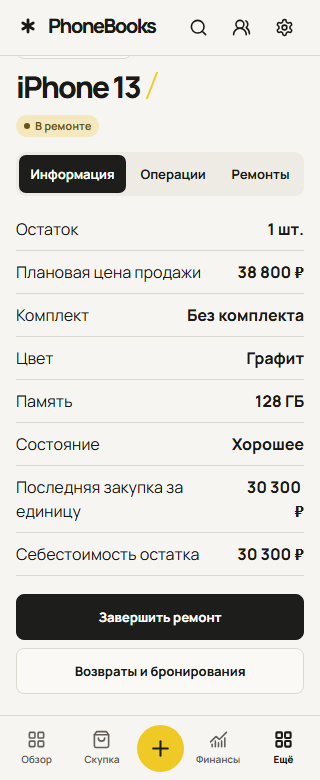 PhoneBooks
iPhone 13 /
В ремонте
Информация Операции Ремонты
Остаток 1 шт.
Плановая цена продажи 38 800 ₽
Комплект Без комплекта
Цвет Графит
Память 128 ГБ
Состояние Хорошее
Последняя закупка за 30 300
единицу ₽
Себестоимость остатка 30 300 ₽
Завершить ремонт
Возвраты и бронирования
Обзор Скупка Финансы Ещё